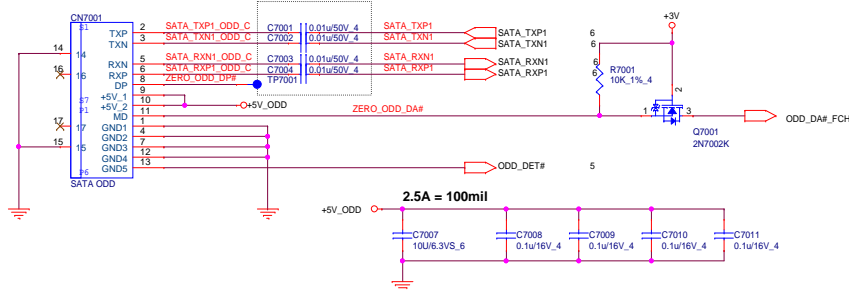 CN7001
S1
14
14
16
16
S7
P1
17
17
15
15
P6
SATA ODD
TXP
TXN
RXN
RXP
DP
+5V_1
+5V_2
MD
GND1
GND2
GND3
GND4
GND5
2
3
5
6
8
9
10
11
1
4
7
12
13
SATA_TXP1_ODD_C
SATA_TXN1_ODD_C
SATA_RXN1_ODD_C
SATA_RXP1_ODD_C
ZERO_ODD_DP#
C7001 0.01u/50V_4
C7002 0.01u/50V_4
C7003 0.01u/50V_4
C7004 0.01u/50V_4
TP7001
SATA_TXP1
SATA_TXN1
SATA_RXN1
SATA_RXP1
SATA_TXP1
SATA_TXN1
SATA_RXN1
SATA_RXP1
6
6
6
6
+5V_ODD
ZERO_ODD_DA#
ODD_DET#
5
+3V
R7001
10K_1%_4
1
2
3
Q7001
2N7002K
ODD_DA#_FCH
2.5A = 100mil
+5V_ODD
C7007
10U/6.3VS_6
C7008
0.1u/16V_4
C7009
0.1u/16V_4
C7010
0.1u/16V_4
C7011
0.1u/16V_4